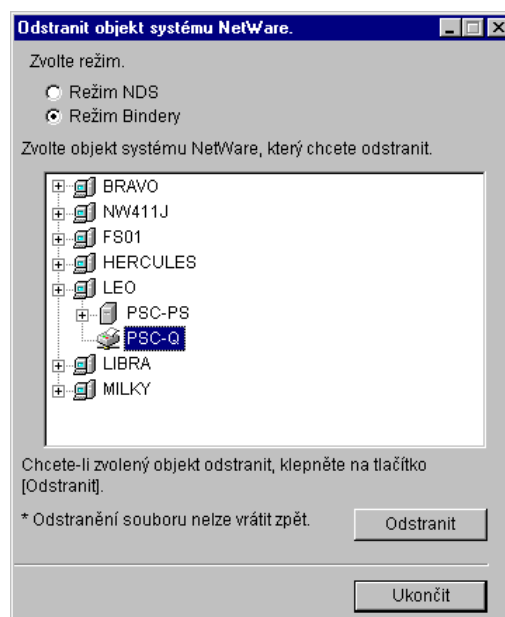 Odstranit objekt systému NetWare.
Zvolte režim.
Režim NDS
Režim Bindery
Zvolte objekt systému NetWare, který chcete odstranit.
BRAVO
NW411J
FS01
HERCULES
LEO
PSC-PS
PSC-Q
LIBRA
MILKY
Chcete-li zvolený objekt odstranit, klepněte na tlačítko
[Odstranit].
* Odstranění souboru nelze vrátit zpět.
Odstranit
Ukončit